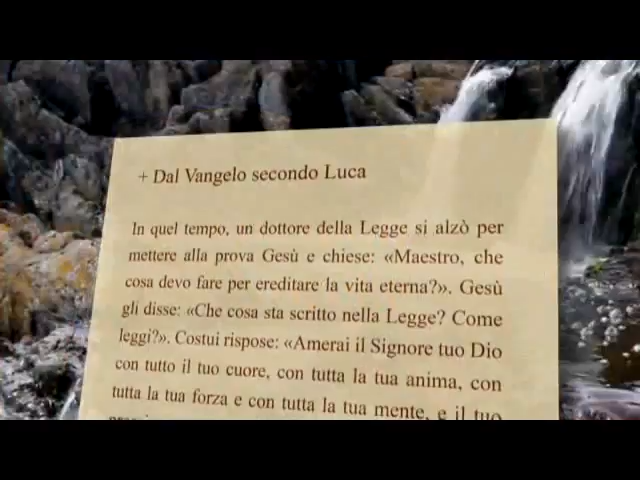 + Dal Vangelo secondo Luca
In quel tempo, un dottore della Legge si alzò per
mettere alla prova Gesù e chiese: «Maestro, che
cosa devo fare per ereditare la vita eterna?». Gesù
gli disse: «Che cosa sta scritto nella Legge? Come
leggi?». Costui rispose: «Amerai il Signore tuo Dio
con tutto il tuo cuore, con tutta la tua anima, con
tutta la tua forza e con tutta la tua mente, e il tuo